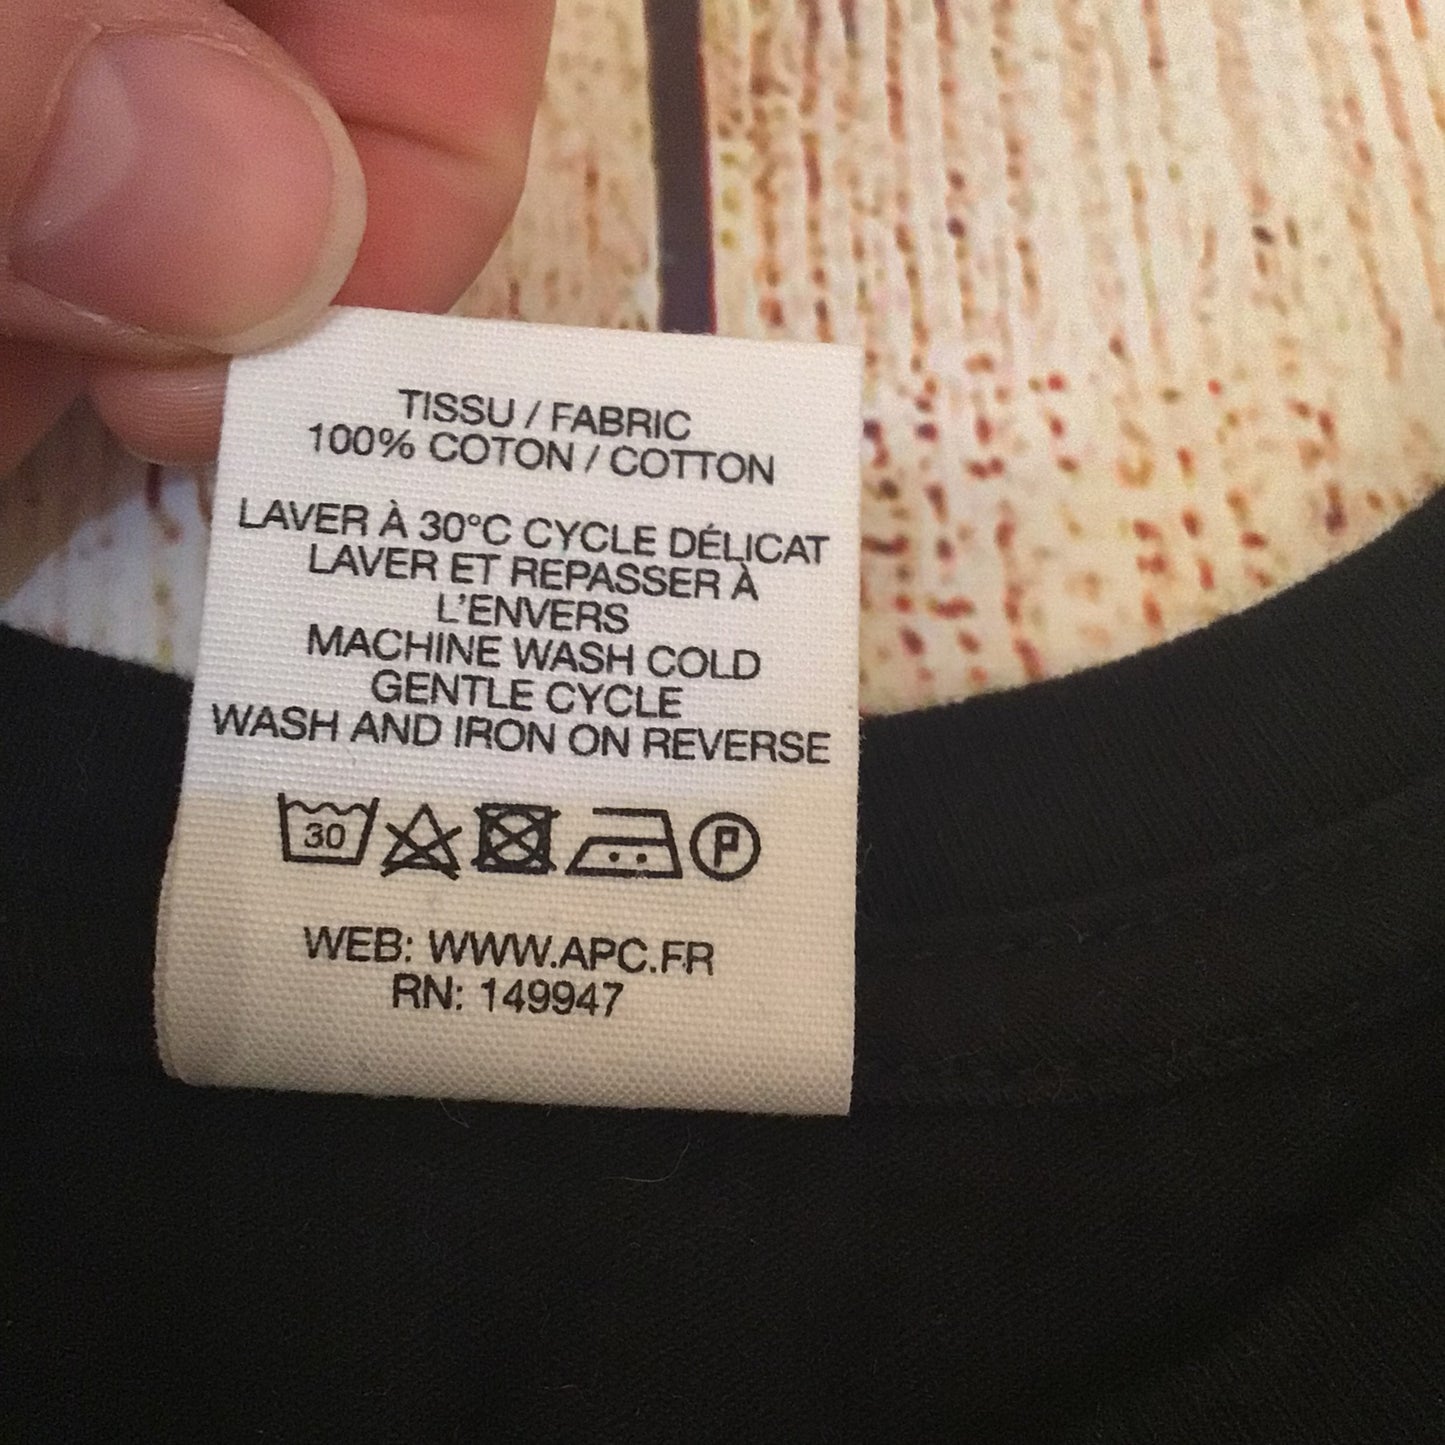 TISSU / FABRIC
100% COTON / COTTON
LAVER À 30°C CYCLE DÉLICAT
LAVER ET REPASSER À
L'ENVERS
MACHINE WASH COLD
GENTLE CYCLE
WASH AND IRON ON REVERSE
30 P
WEB: WWW.APC.FR
RN: 149947